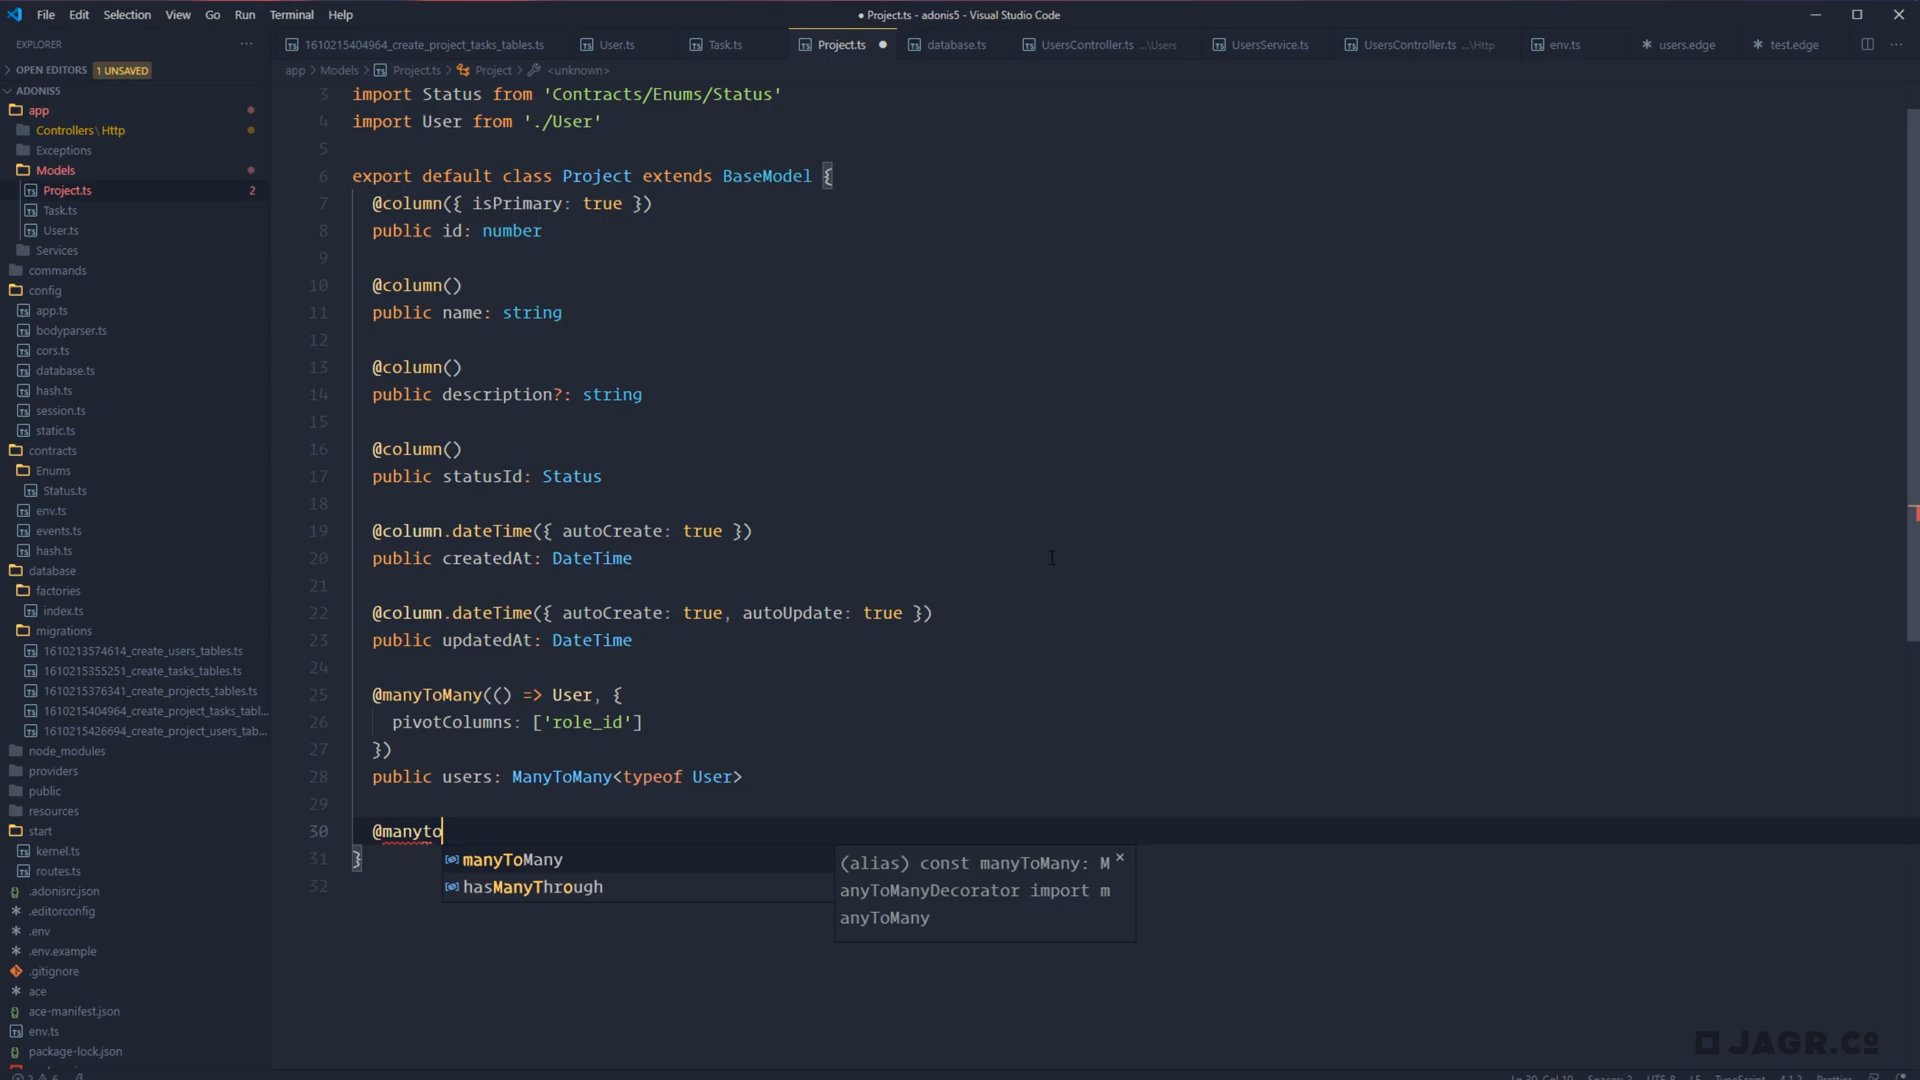 File Edit Selection View Go Run Terminal Help
● Project.ts - adonis5 - Visual Studio Code
EXPLORER
1610215404964_create_project_tasks_tables.ts User.ts Task.ts Project.ts database.ts UsersController.ts ...\Users UsersService.ts UsersController.ts ...\Http env.ts users.edge test.edge
OPEN EDITORS 1 UNSAVED
app > Models > Project.ts > Project > <unknown>
ADONIS5
app
Controllers\Http
Exceptions
Models
Project.ts 2
Task.ts
User.ts
Services
commands
config
app.ts
bodyparser.ts
cors.ts
database.ts
hash.ts
session.ts
static.ts
contracts
Enums
Status.ts
env.ts
events.ts
hash.ts
database
factories
index.ts
migrations
1610213574614_create_users_tables.ts
1610215355251_create_tasks_tables.ts
1610215376341_create_projects_tables.ts
1610215404964_create_project_tasks_tabl...
1610215426694_create_project_users_tab...
node_modules
providers
public
resources
start
kernel.ts
routes.ts
.adonisrc.json
.editorconfig
.env
.env.example
.gitignore
ace
ace-manifest.json
env.ts
package-lock.json
3 import Status from 'Contracts/Enums/Status'
4 import User from './User'
5
6 export default class Project extends BaseModel {
7 @column({ isPrimary: true })
8 public id: number
9
10 @column()
11 public name: string
12
13 @column()
14 public description?: string
15
16 @column()
17 public statusId: Status
18
19 @column.dateTime({ autoCreate: true })
20 public createdAt: DateTime
21
22 @column.dateTime({ autoCreate: true, autoUpdate: true })
23 public updatedAt: DateTime
24
25 @manyToMany(() => User, {
26 pivotColumns: ['role_id']
27 })
28 public users: ManyToMany<typeof User>
29
30 @manyto
31 }
32
manyToMany
hasManyThrough
(alias) const manyToMany: M
anyToManyDecorator import m
anyToMany
JAGR.Co